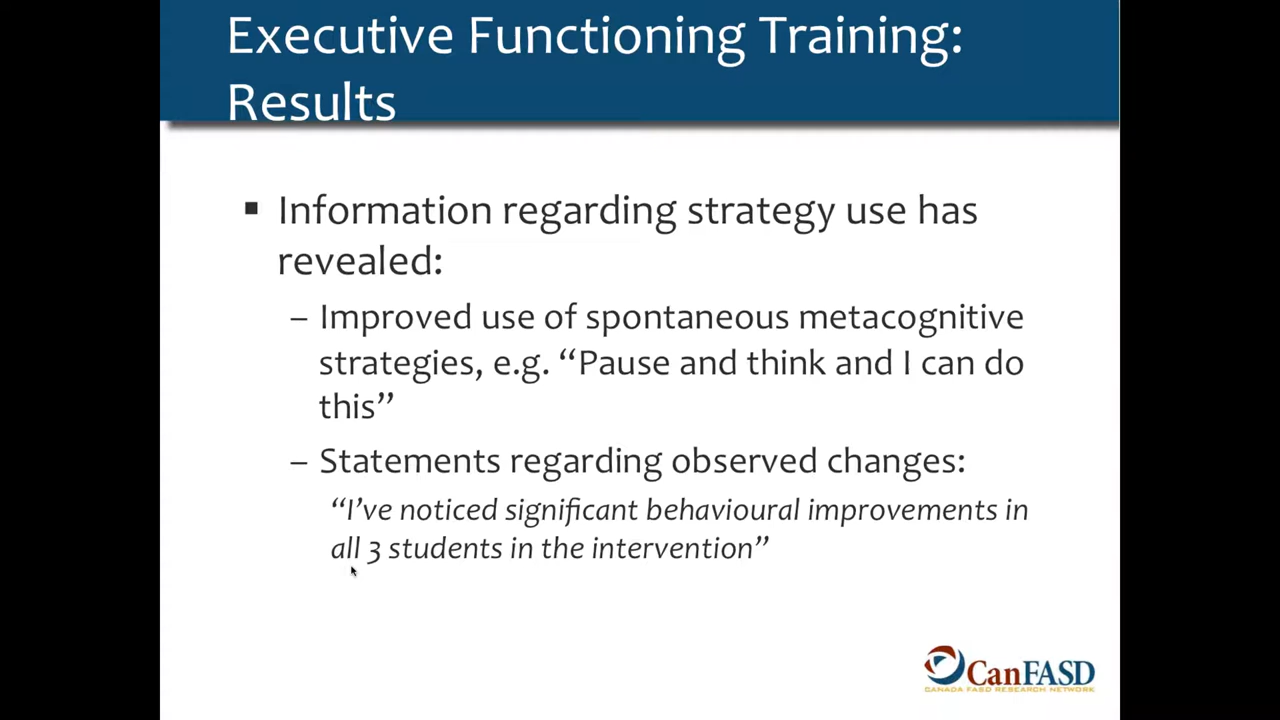 Executive Functioning Training:
Results
▪ Information regarding strategy use has
revealed:
– Improved use of spontaneous metacognitive
strategies, e.g. “Pause and think and I can do
this”
– Statements regarding observed changes:
“I’ve noticed significant behavioural improvements in
all 3 students in the intervention”
CanFASD
CANADA FASD RESEARCH NETWORK